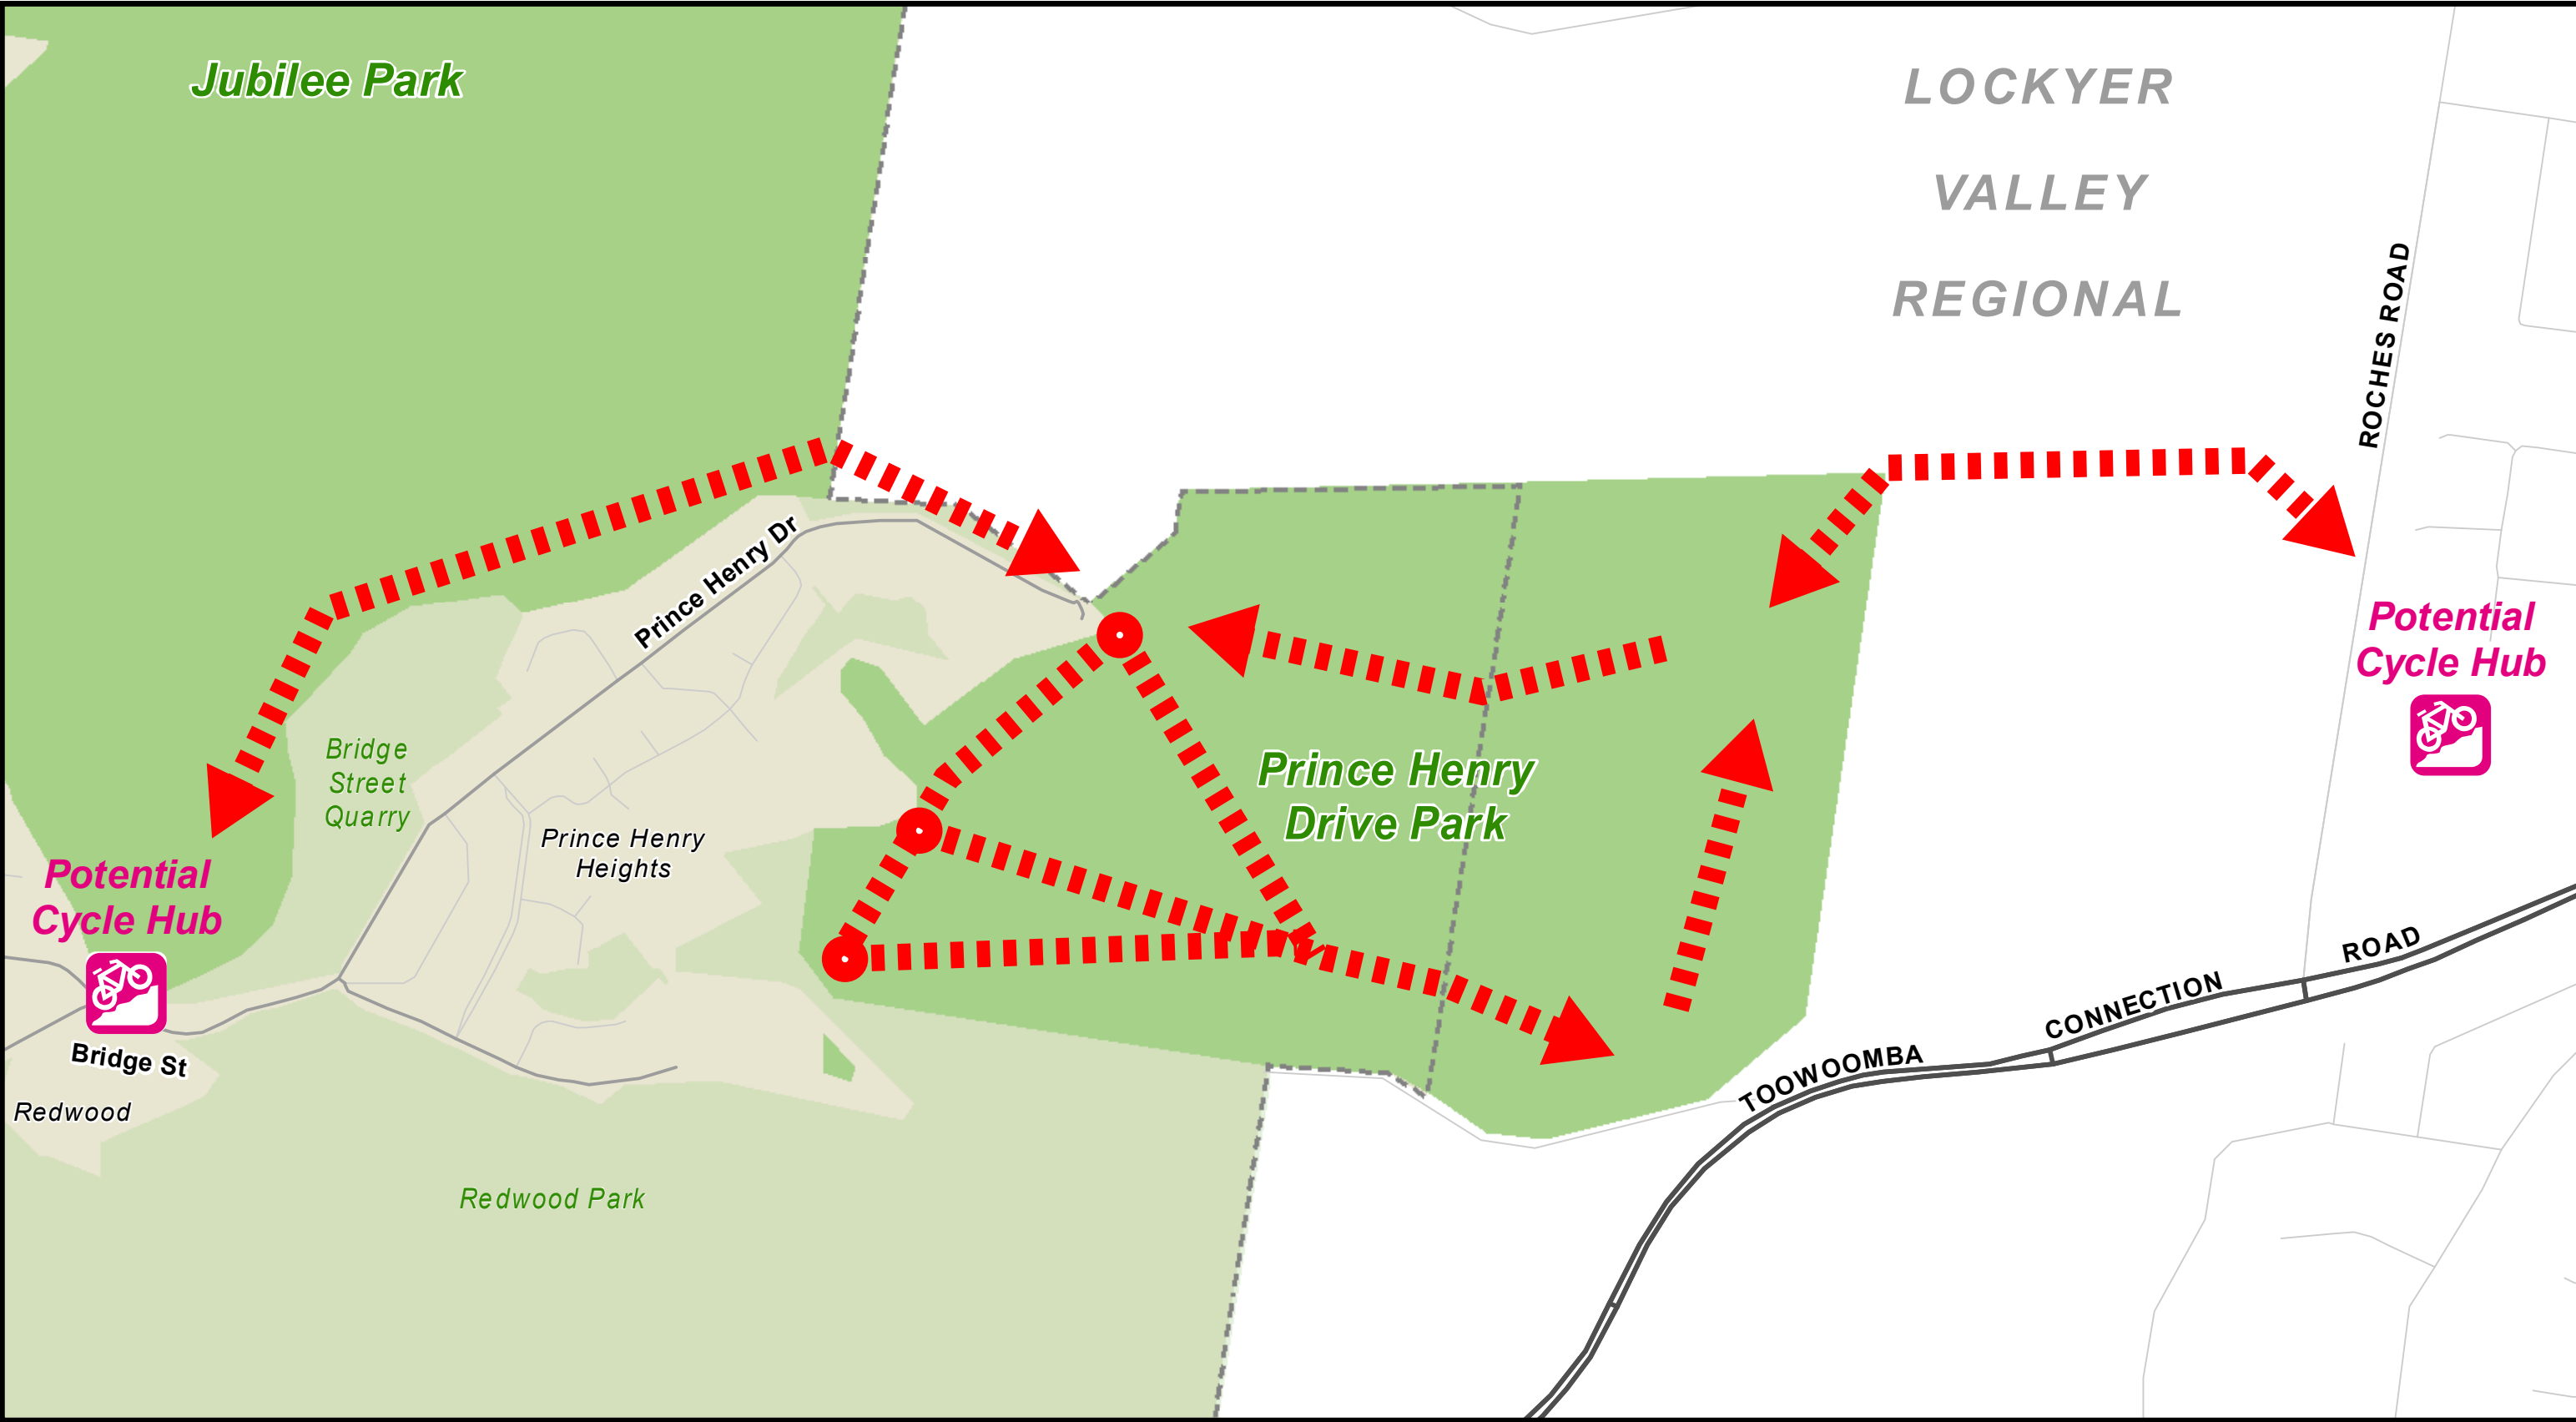 Jubilee Park
LOCKYER
VALLEY
REGIONAL
ROCHES ROAD
Prince Henry Dr
Potential
Cycle Hub
Bridge
Street
Quarry
Prince Henry
Drive Park
Prince Henry
Heights
Potential
Cycle Hub
Bridge St
Redwood
TOOWOOMBA CONNECTION ROAD
Redwood Park